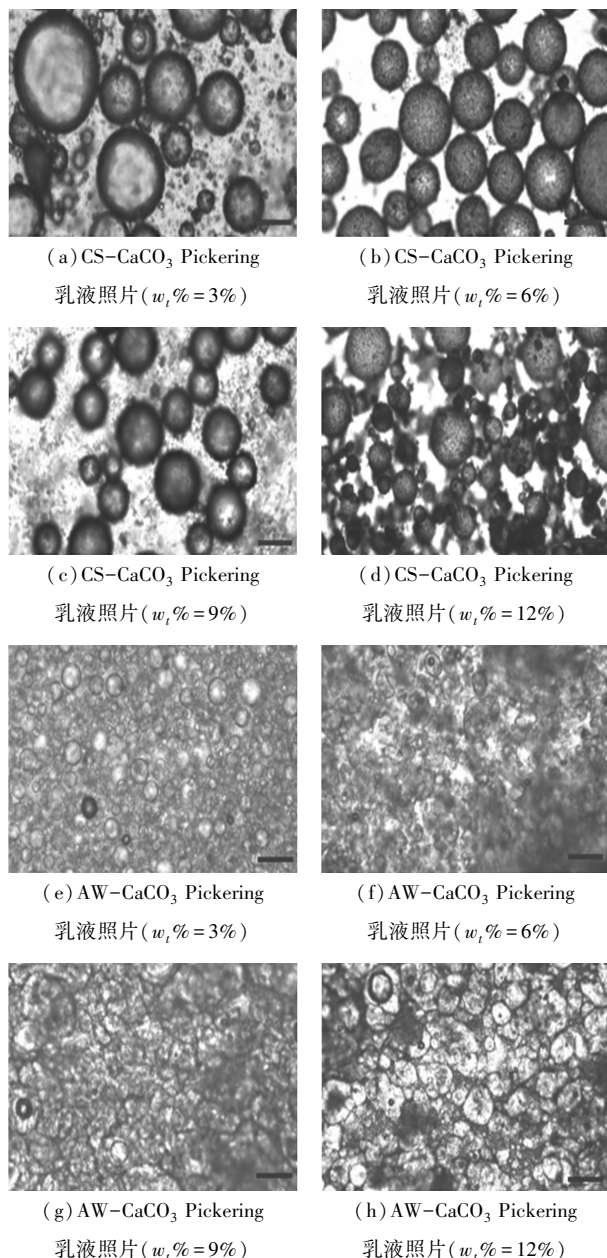 (a)CS-CaCO₃ Pickering
乳液照片(wₜ%=3%)
(b)CS-CaCO₃ Pickering
乳液照片(wₜ%=6%)
(c)CS-CaCO₃ Pickering
乳液照片(wₜ%=9%)
(d)CS-CaCO₃ Pickering
乳液照片(wₜ%=12%)
(e)AW-CaCO₃ Pickering
乳液照片(wₜ%=3%)
(f)AW-CaCO₃ Pickering
乳液照片(wₜ%=6%)
(g)AW-CaCO₃ Pickering
乳液照片(wₜ%=9%)
(h)AW-CaCO₃ Pickering
乳液照片(wₜ%=12%)